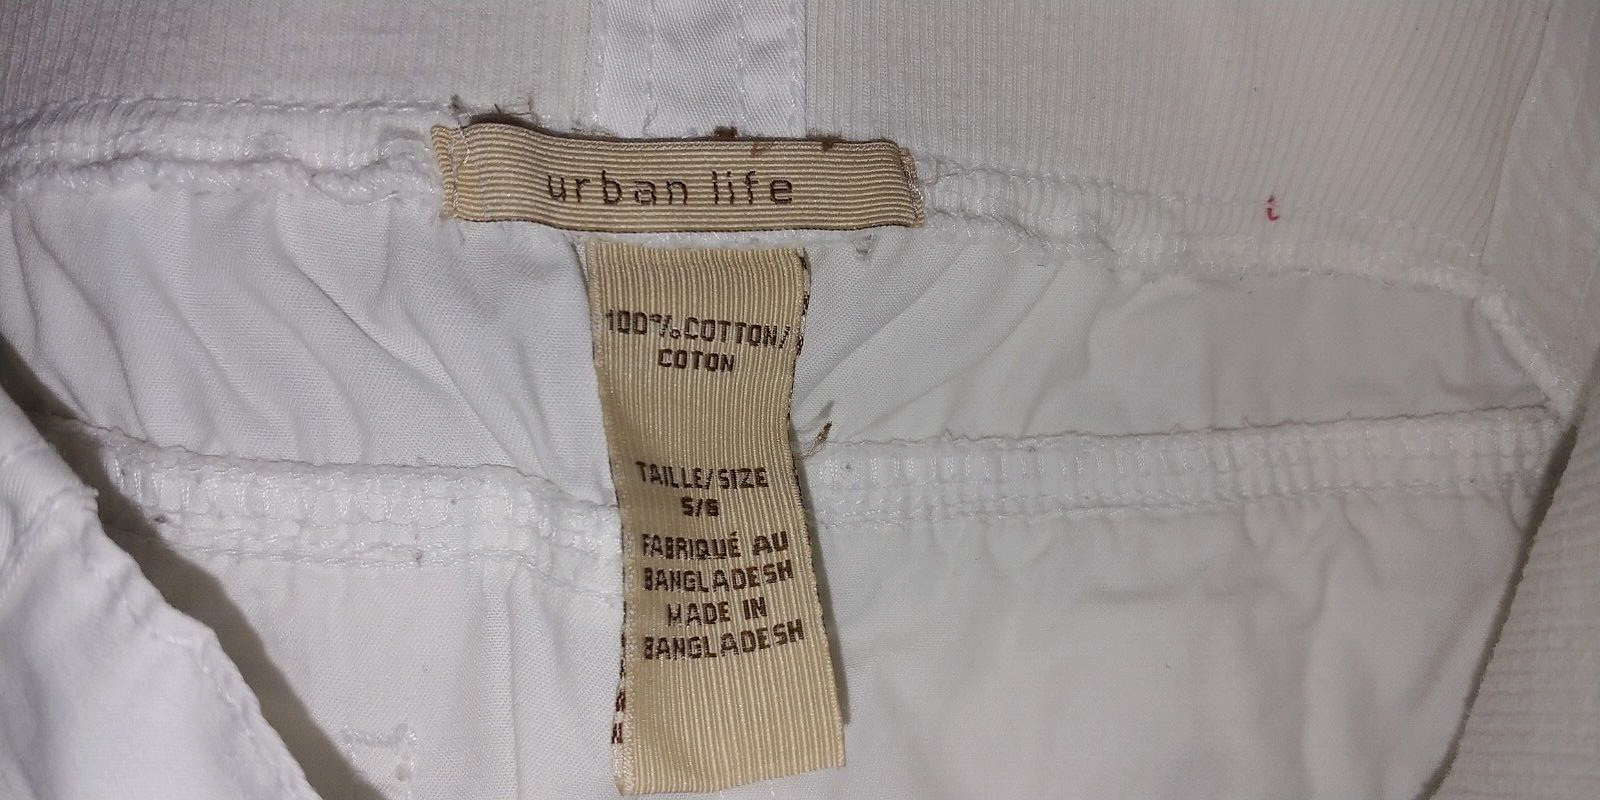 urban life
100% COTTON/
COTON
TAILLE/SIZE
5/6
FABRIQUÉ AU
BANGLADESH
MADE IN
BANGLADESH